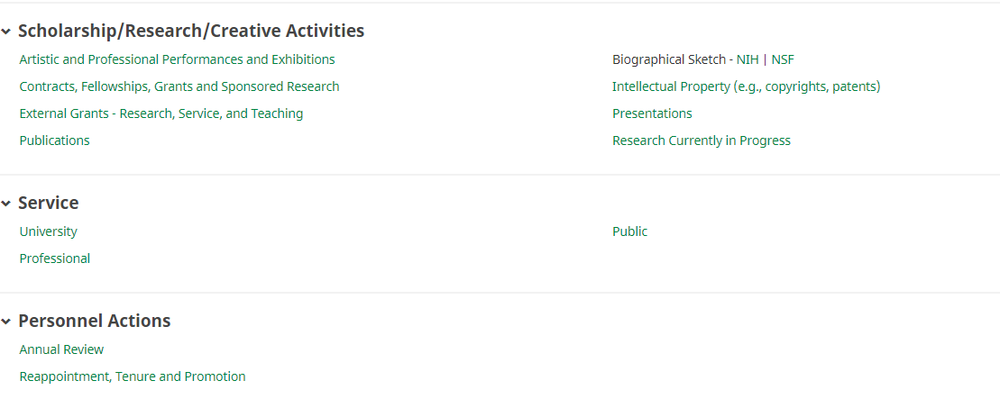 Scholarship/Research/Creative Activities
Artistic and Professional Performances and Exhibitions
Biographical Sketch - NIH | NSF
Contracts, Fellowships, Grants and Sponsored Research
Intellectual Property (e.g., copyrights, patents)
External Grants - Research, Service, and Teaching
Presentations
Publications
Research Currently in Progress
Service
University
Public
Professional
Personnel Actions
Annual Review
Reappointment, Tenure and Promotion